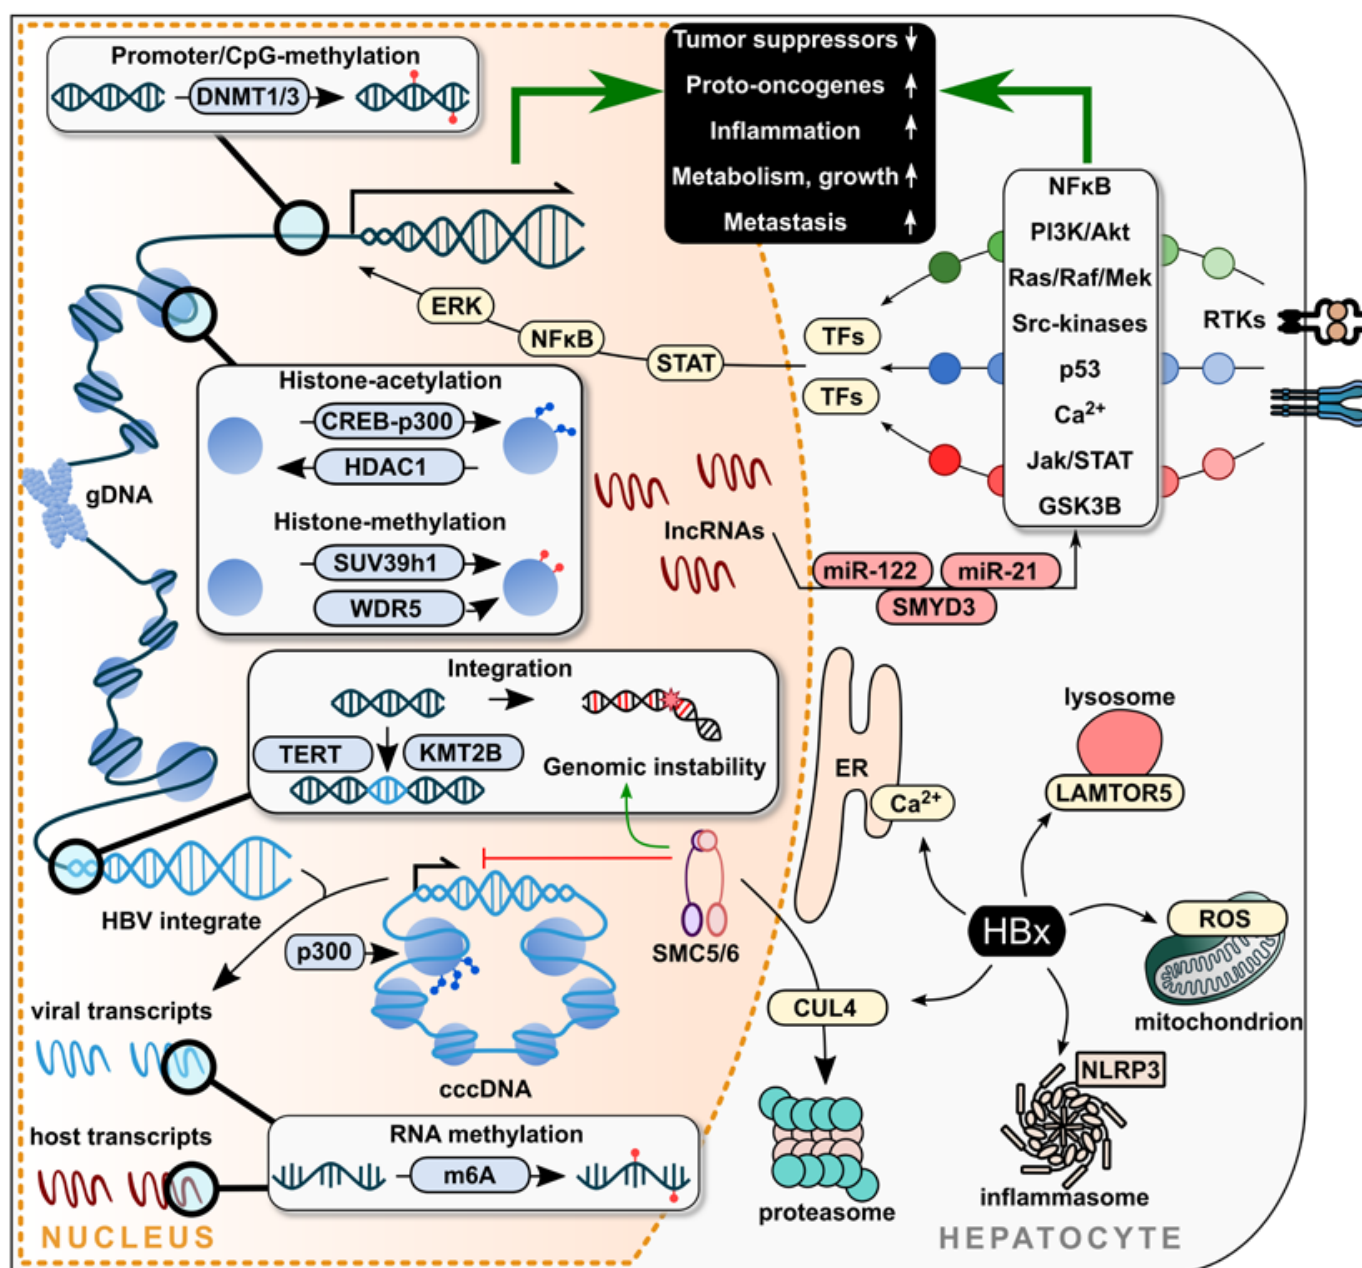 Promoter/CpG-methylation
DNMT1/3
Tumor suppressors
Proto-oncogenes
Inflammation
Metabolism, growth
Metastasis
NFκB
PI3K/Akt
Ras/Raf/Mek
Src-kinases
p53
Ca2+
Jak/STAT
GSK3B
RTKs
TFs
TFs
ERK
NFκB
STAT
Histone-acetylation
CREB-p300
HDAC1
Histone-methylation
SUV39h1
WDR5
gDNA
lncRNAs
miR-122
miR-21
SMYD3
Integration
TERT
KMT2B
Genomic instability
HBV integrate
p300
cccDNA
SMC5/6
ER
Ca2+
lysosome
LAMTOR5
HBx
ROS
mitochondrion
CUL4
NLRP3
inflammasome
proteasome
viral transcripts
host transcripts
RNA methylation
m6A
NUCLEUS
HEPATOCYTE